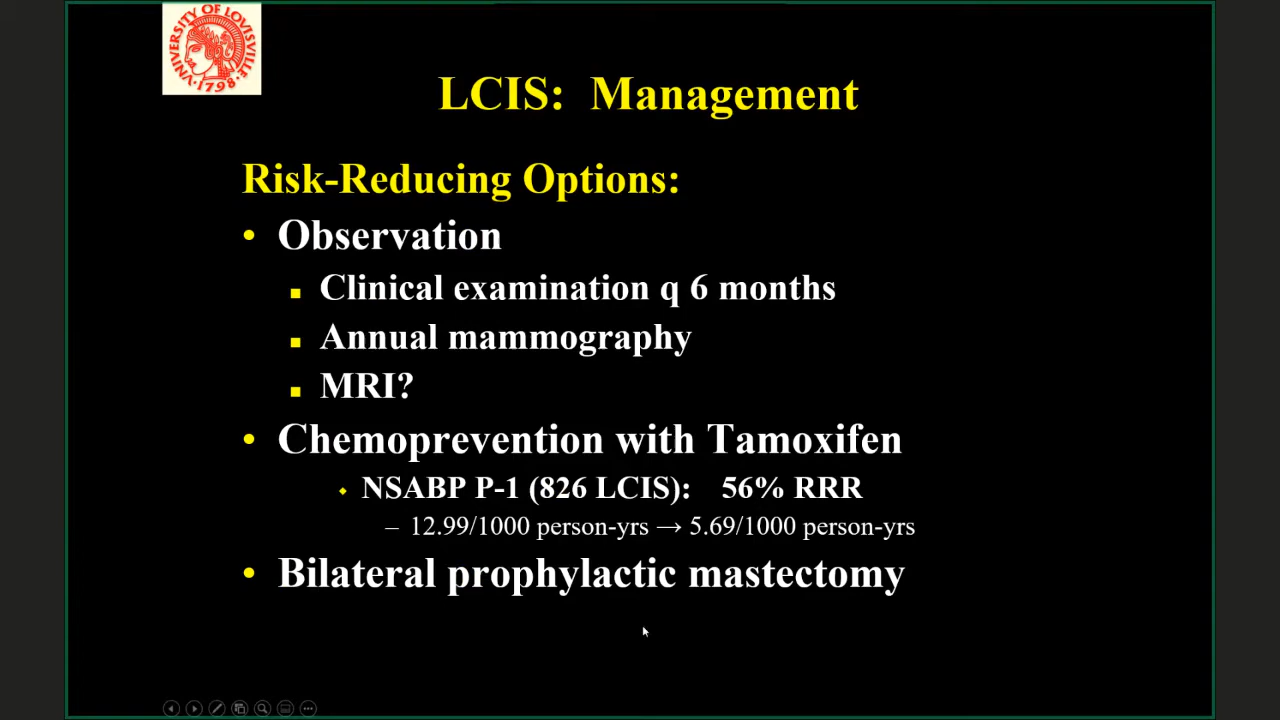 UNIVERSITY OF LOUISVILLE
1798
LCIS: Management
Risk-Reducing Options:
• Observation
▪ Clinical examination q 6 months
▪ Annual mammography
▪ MRI?
• Chemoprevention with Tamoxifen
⬥ NSABP P-1 (826 LCIS): 56% RRR
– 12.99/1000 person-yrs → 5.69/1000 person-yrs
• Bilateral prophylactic mastectomy